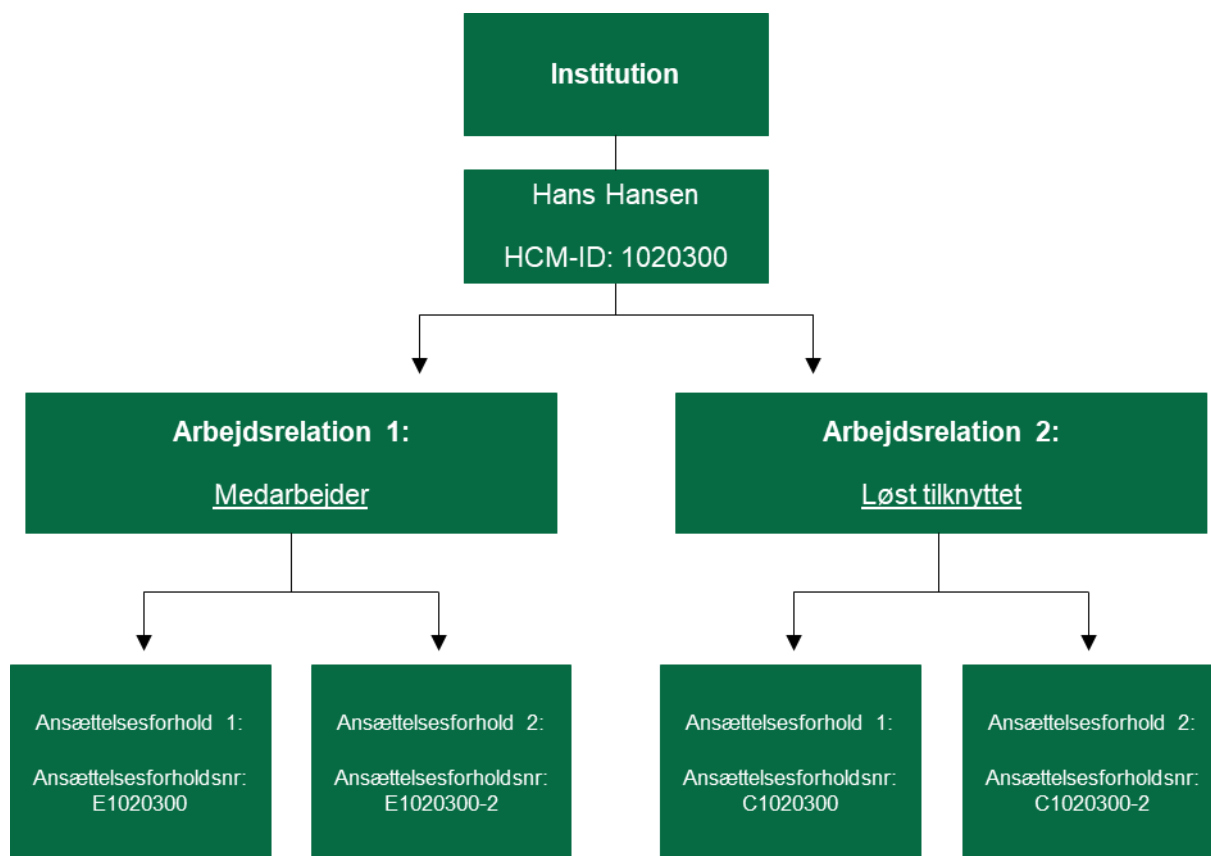 Institution
Hans Hansen
HCM-ID: 1020300
Arbejdsrelation 1:
Medarbejder
Arbejdsrelation 2:
Løst tilknyttet
Ansættelsesforhold 1:
Ansættelsesforholdsnr:
E1020300
Ansættelsesforhold 2:
Ansættelsesforholdsnr:
E1020300-2
Ansættelsesforhold 1:
Ansættelsesforholdsnr:
C1020300
Ansættelsesforhold 2:
Ansættelsesforholdsnr:
C1020300-2